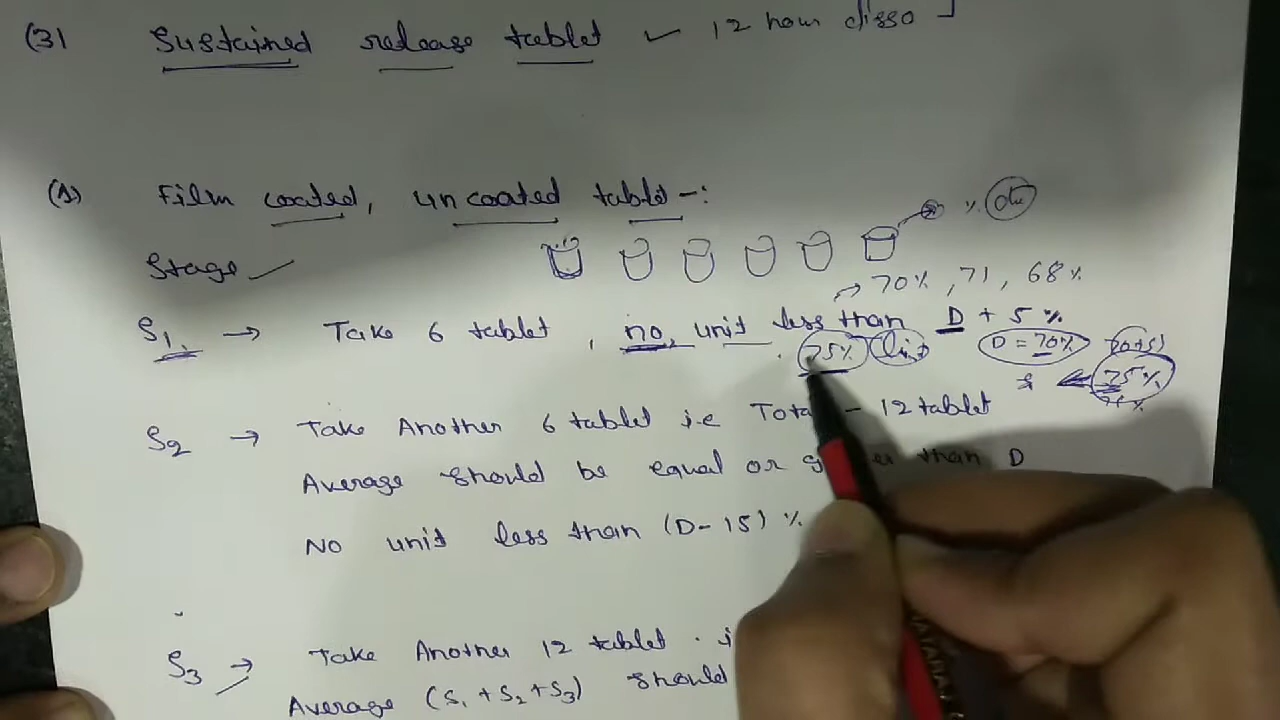 (3) Sustained release tablet ✓ 12 hour disso ]
(A) Film coated, uncoated tablet -:
% ok
Stage ✓
→ 70%, 71, 68%
S1. → Take 6 tablet, no unit less than D + 5%
75% D = 70%
75%
S2 → Take Another 6 tablet i.e Total - 12 tablet
Average should be equal or than D
No unit less than (D-15) %
S3 → Take Another 12 tablet
Average (S1 + S2 + S3) should